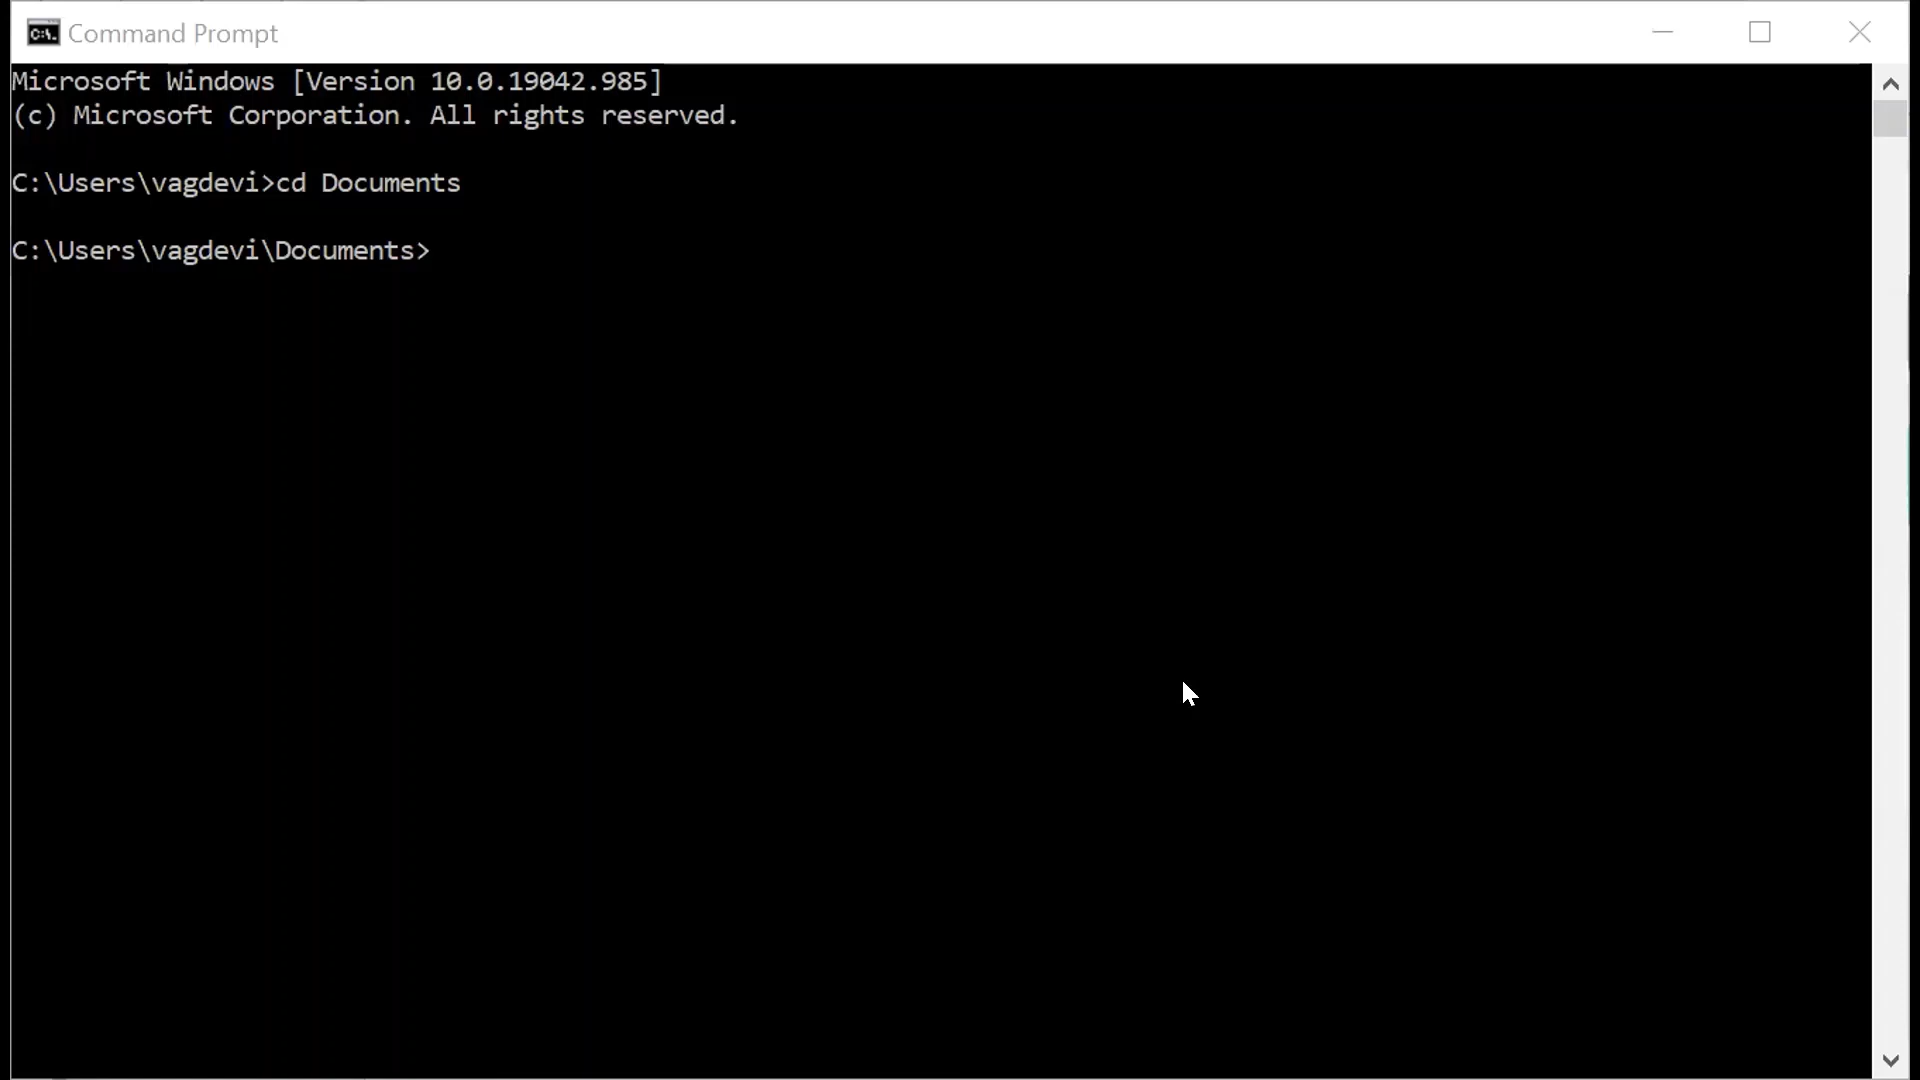 Command Prompt
Microsoft Windows [Version 10.0.19042.985]
(c) Microsoft Corporation. All rights reserved.
C:\Users\vagdevi>cd Documents
C:\Users\vagdevi\Documents>